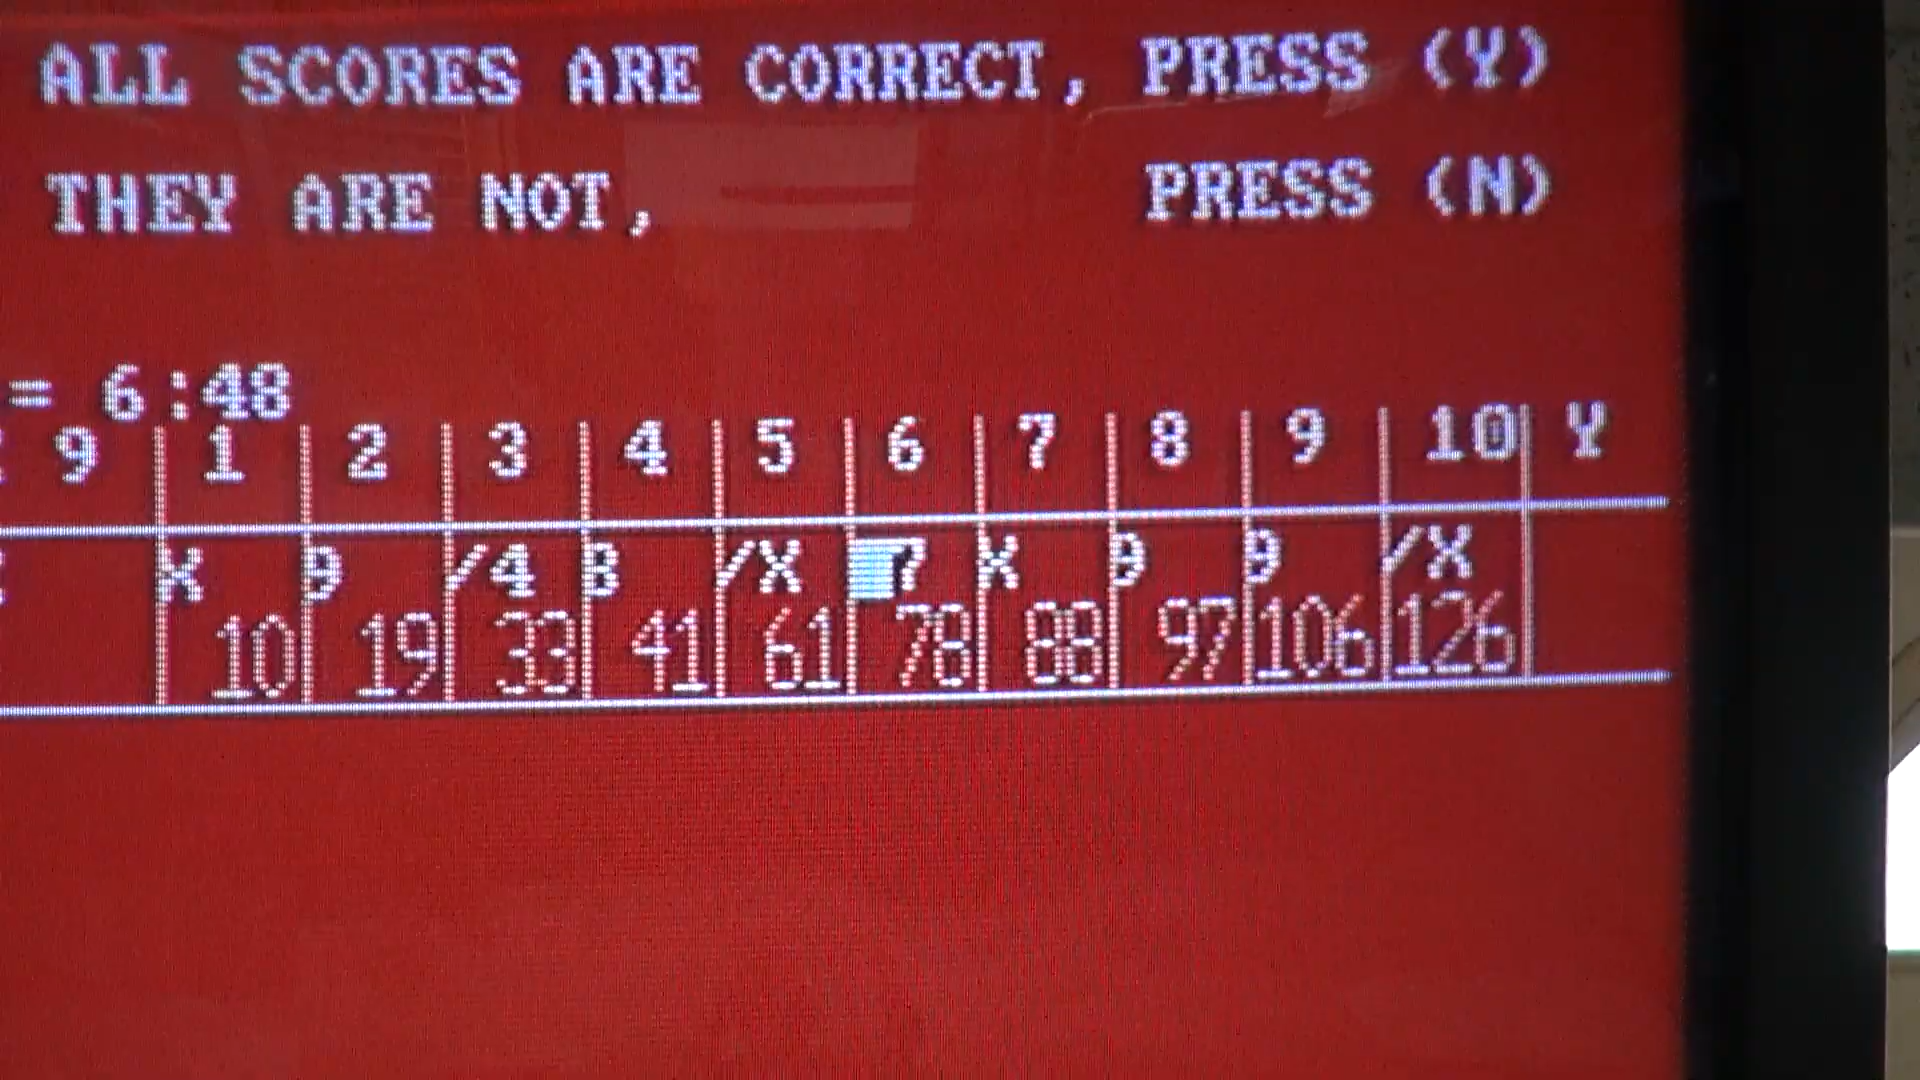 ALL SCORES ARE CORRECT, PRESS (Y)
THEY ARE NOT, PRESS (N)
= 6:48
9 1 2 3 4 5 6 7 8 9 10 Y
X 9 /4 8 /X 7 X 9 9 /X
10 19 33 41 61 78 88 97 106 126